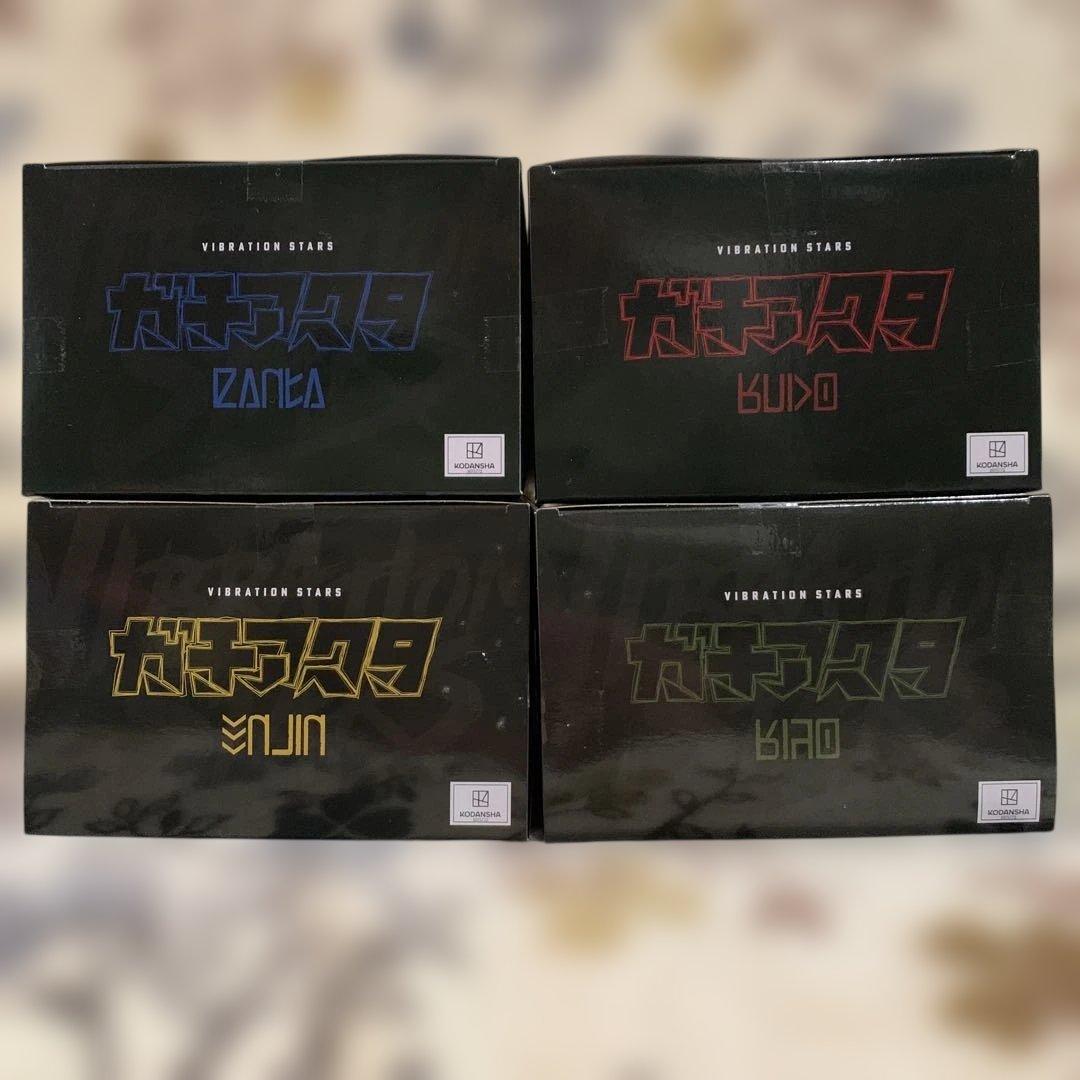 VIBRATION STARS
ガチアクタ
ZANKA
KODANSHA
VIBRATION STARS
ガチアクタ
RUDO
KODANSHA
VIBRATION STARS
ガチアクタ
ENJIN
KODANSHA
VIBRATION STARS
ガチアクタ
RIYO
KODANSHA